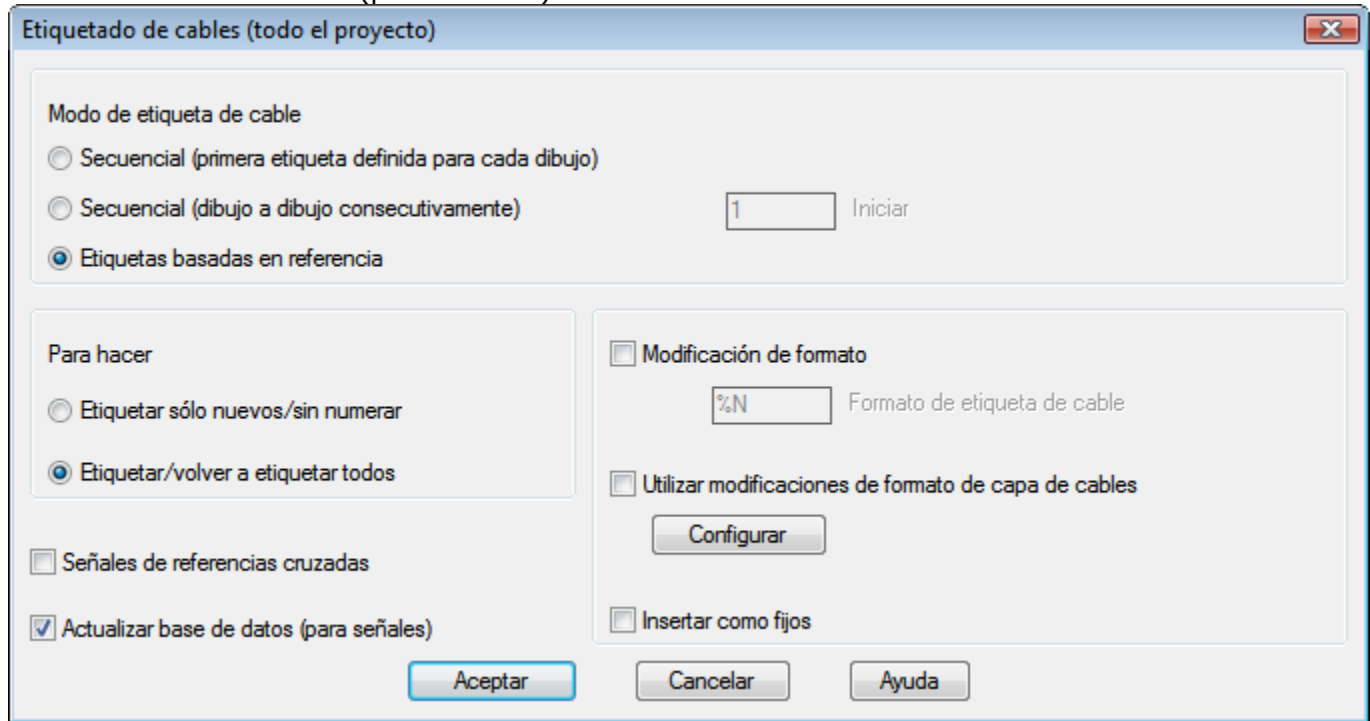 Etiquetado de cables (todo el proyecto)
Modo de etiqueta de cable
Secuencial (primera etiqueta definida para cada dibujo)
Secuencial (dibujo a dibujo consecutivamente)
1 Iniciar
Etiquetas basadas en referencia
Para hacer
Etiquetar sólo nuevos/sin numerar
Etiquetar/volver a etiquetar todos
Señales de referencias cruzadas
Actualizar base de datos (para señales)
Modificación de formato
%N Formato de etiqueta de cable
Utilizar modificaciones de formato de capa de cables
Configurar
Insertar como fijos
Aceptar Cancelar Ayuda